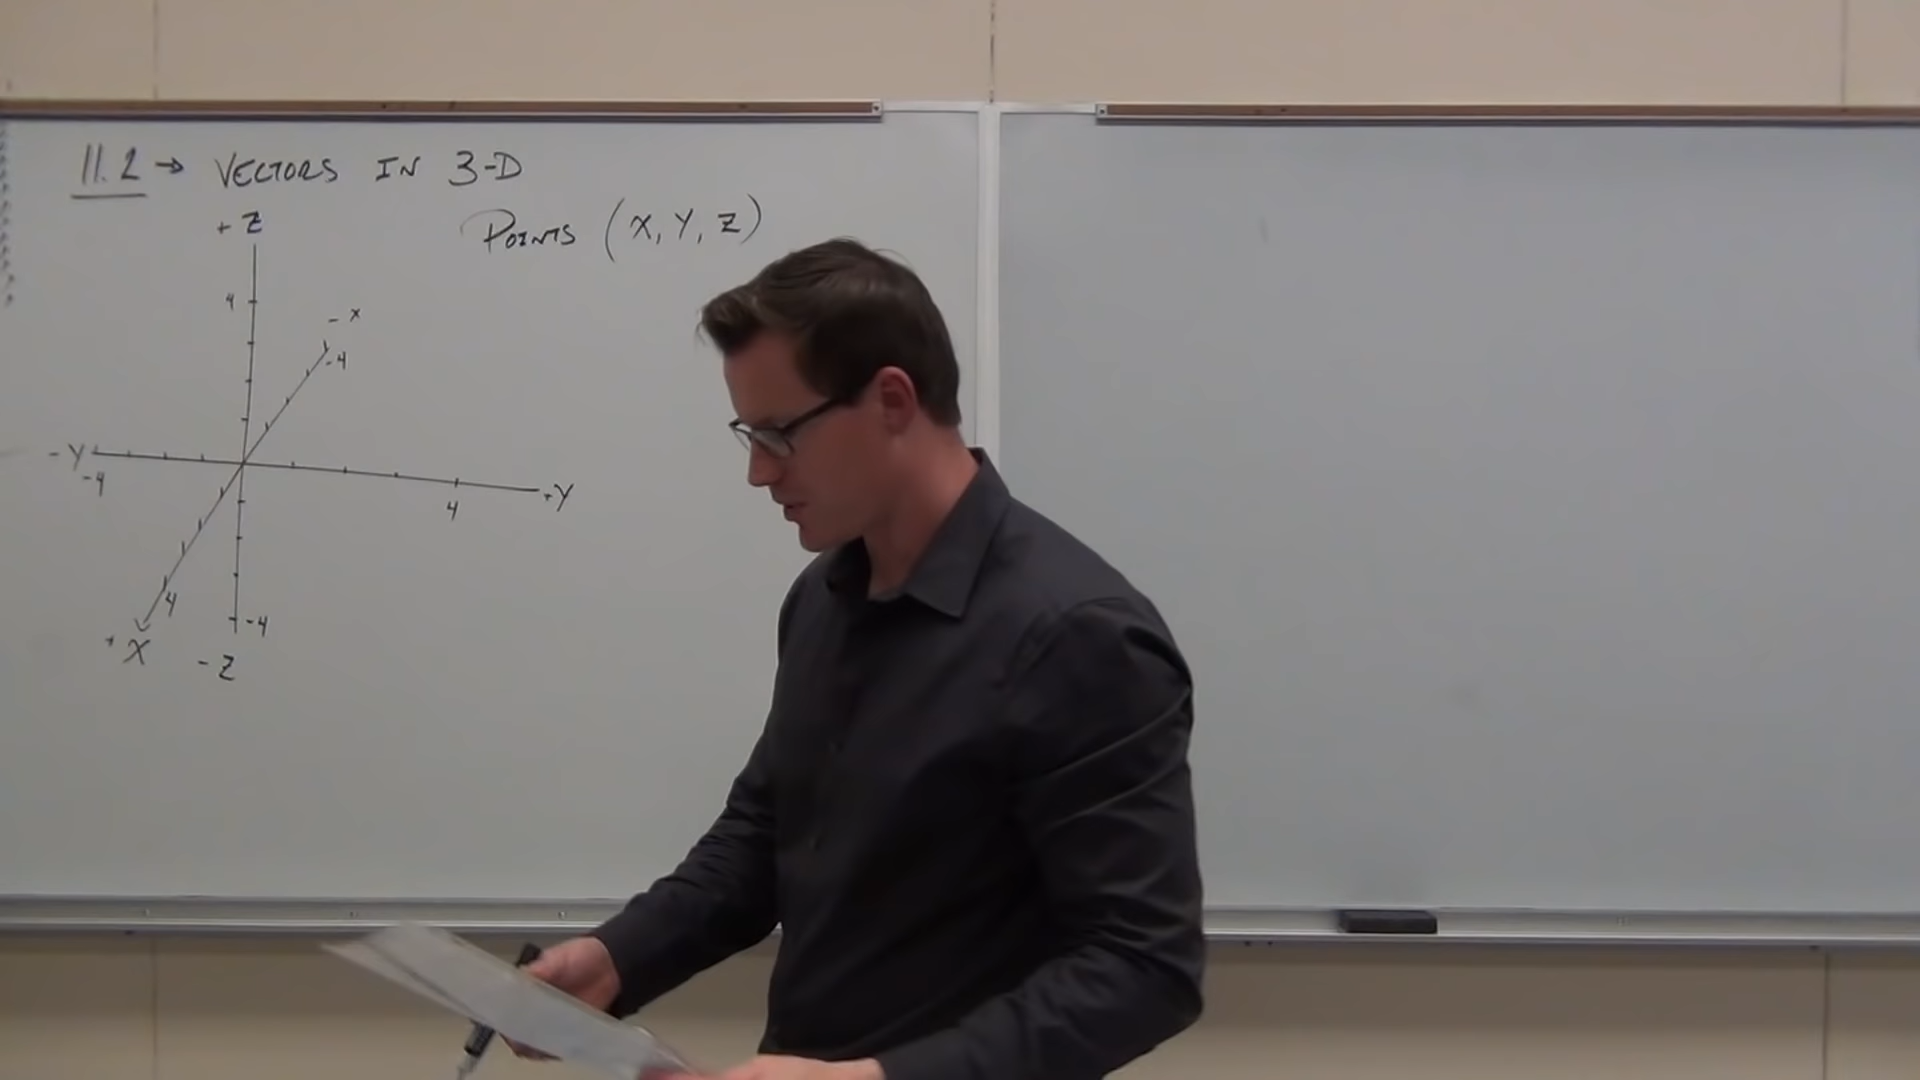 11.2 → VECTORS IN 3-D
+ Z
POINTS (X, Y, Z)
4
- x
-4
- Y
-4
+Y
4
4
-4
+ X
- Z